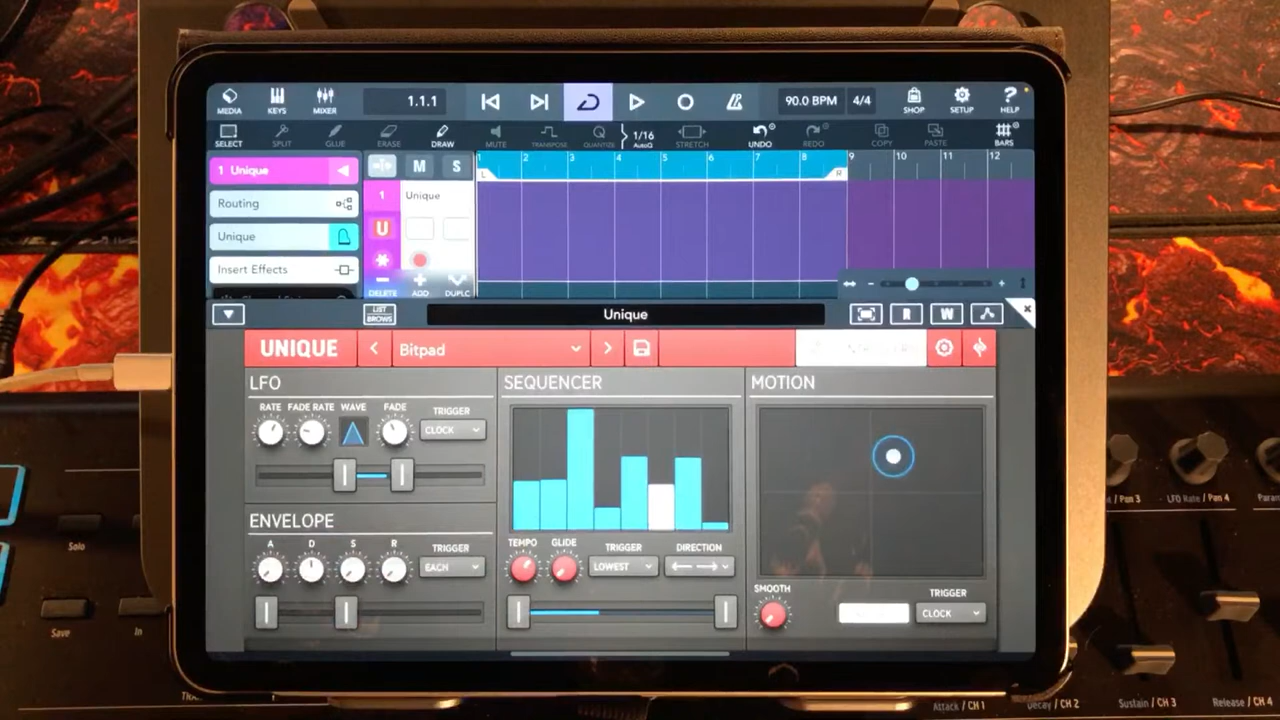 MEDIA KEYS MIXER 1.1.1 90.0 BPM 4/4 SHOP SETUP HELP
SELECT SPLIT GLUE ERASE DRAW MUTE TRANSPOSE QUANTIZE 1/16 AutoQ STRETCH UNDO REDO COPY PASTE BARS
1 Unique M S 1 2 3 4 5 6 7 8 9 10 11 12
L R
Routing 1 Unique
Unique U
Insert Effects
DELETE ADD DUPLC
LIST BROWS Unique R W
UNIQUE Bitpad
LFO SEQUENCER MOTION
RATE FADE RATE WAVE FADE TRIGGER
CLOCK
ENVELOPE
A D S R TRIGGER
EACH
TEMPO GLIDE TRIGGER DIRECTION
LOWEST
SMOOTH TRIGGER
CLOCK
Solo
Save In
/ Pan 3 LFO Rate / Pan 4
Attack / CH 1 Decay / CH 2 Sustain / CH 3 Release / CH 4